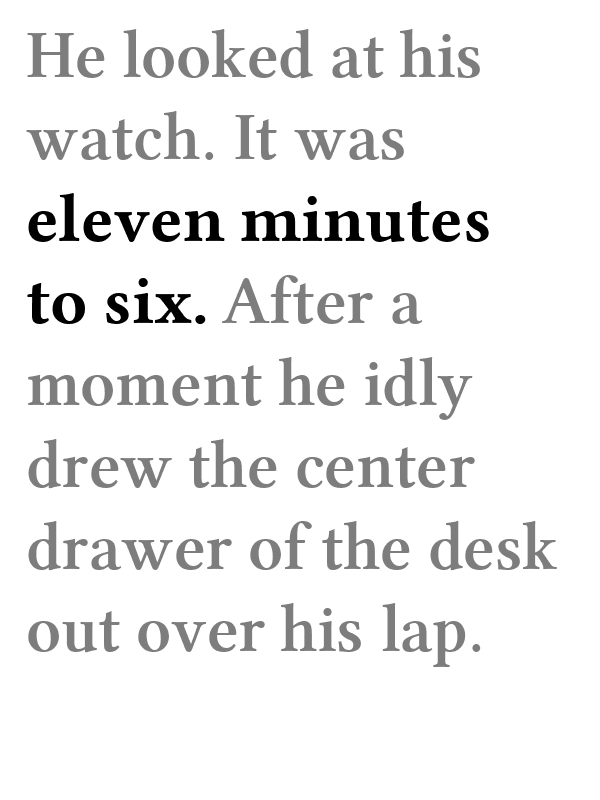 He looked at his
watch. It was
eleven minutes
to six. After a
moment he idly
drew the center
drawer of the desk
out over his lap.